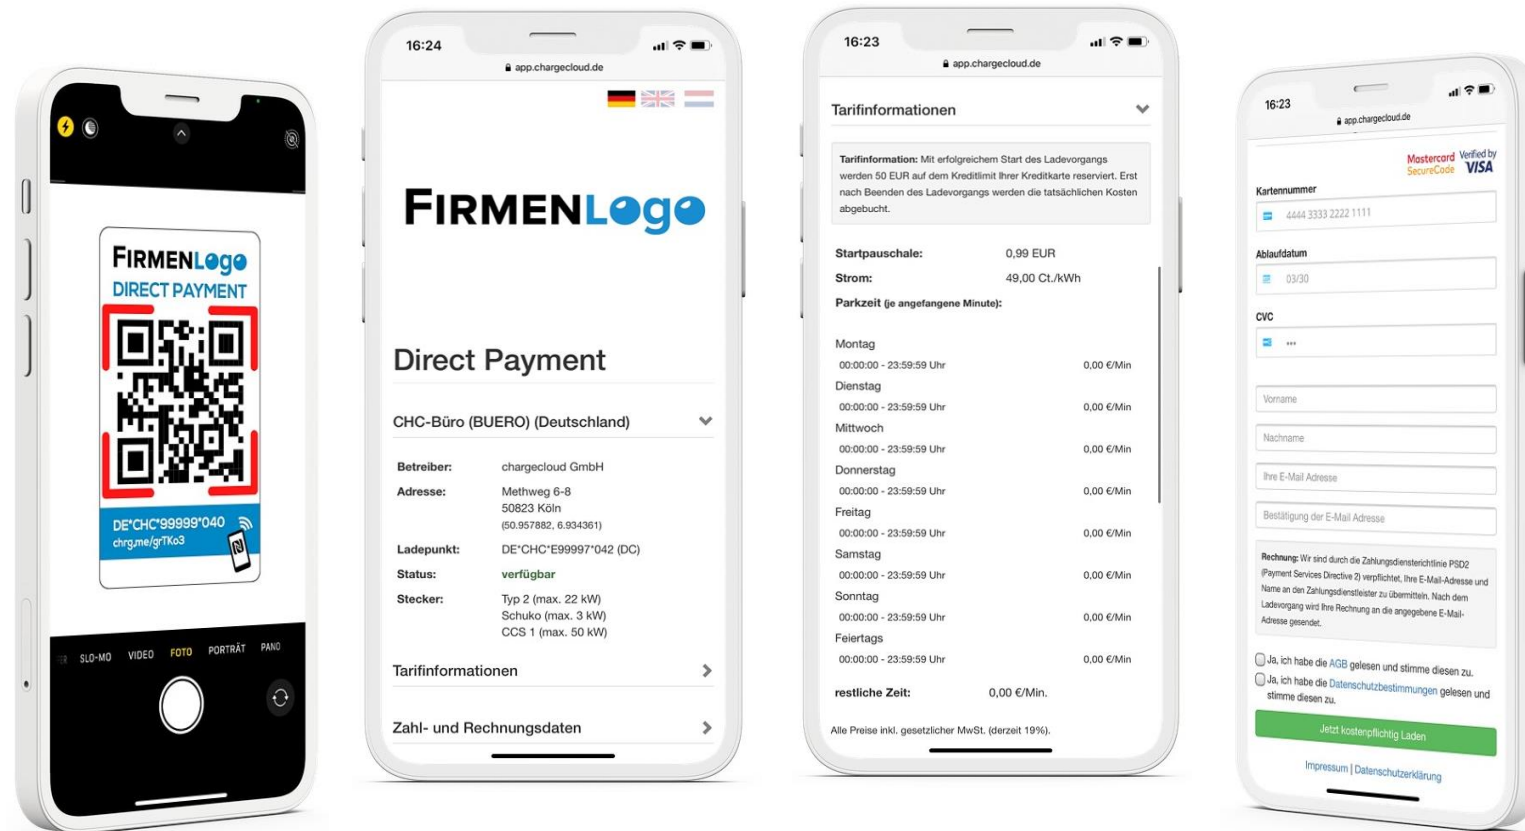 FIRMENLogo
DIRECT PAYMENT
DE*CHC*99999*040
chrg.me/grTKo3
SLO-MO VIDEO FOTO PORTRÄT PANO
16:24
app.chargecloud.de
FIRMENLogo
Direct Payment
CHC-Büro (BUERO) (Deutschland)
Betreiber: chargecloud GmbH
Adresse: Methweg 6-8
50823 Köln
(50.957882, 6.934361)
Ladepunkt: DE*CHC*E99997*042 (DC)
Status: verfügbar
Stecker: Typ 2 (max. 22 kW)
Schuko (max. 3 kW)
CCS 1 (max. 50 kW)
Tarifinformationen
Zahl- und Rechnungsdaten
16:23
app.chargecloud.de
Tarifinformationen
Tarifinformation: Mit erfolgreichem Start des Ladevorgangs
werden 50 EUR auf dem Kreditlimit Ihrer Kreditkarte reserviert. Erst
nach Beenden des Ladevorgangs werden die tatsächlichen Kosten
abgebucht.
Startpauschale: 0,99 EUR
Strom: 49,00 Ct./kWh
Parkzeit (je angefangene Minute):
Montag
00:00:00 - 23:59:59 Uhr 0,00 €/Min
Dienstag
00:00:00 - 23:59:59 Uhr 0,00 €/Min
Mittwoch
00:00:00 - 23:59:59 Uhr 0,00 €/Min
Donnerstag
00:00:00 - 23:59:59 Uhr 0,00 €/Min
Freitag
00:00:00 - 23:59:59 Uhr 0,00 €/Min
Samstag
00:00:00 - 23:59:59 Uhr 0,00 €/Min
Sonntag
00:00:00 - 23:59:59 Uhr 0,00 €/Min
Feiertags
00:00:00 - 23:59:59 Uhr 0,00 €/Min
restliche Zeit: 0,00 €/Min.
Alle Preise inkl. gesetzlicher MwSt. (derzeit 19%).
16:23
app.chargecloud.de
Mastercard SecureCode
Verified by VISA
Kartennummer
4444 3333 2222 1111
Ablaufdatum
03/30
CVC
***
Vorname
Nachname
Ihre E-Mail Adresse
Bestätigung der E-Mail Adresse
Rechnung: Wir sind durch die Zahlungsdiensterichtlinie PSD2
(Payment Services Directive 2) verpflichtet, Ihre E-Mail-Adresse und
Name an den Zahlungsdienstleister zu übermitteln. Nach dem
Ladevorgang wird Ihre Rechnung an die angegebene E-Mail-
Adresse gesendet.
Ja, ich habe die AGB gelesen und stimme diesen zu.
Ja, ich habe die Datenschutzbestimmungen gelesen und
stimme diesen zu.
Jetzt kostenpflichtig Laden
Impressum | Datenschutzerklärung